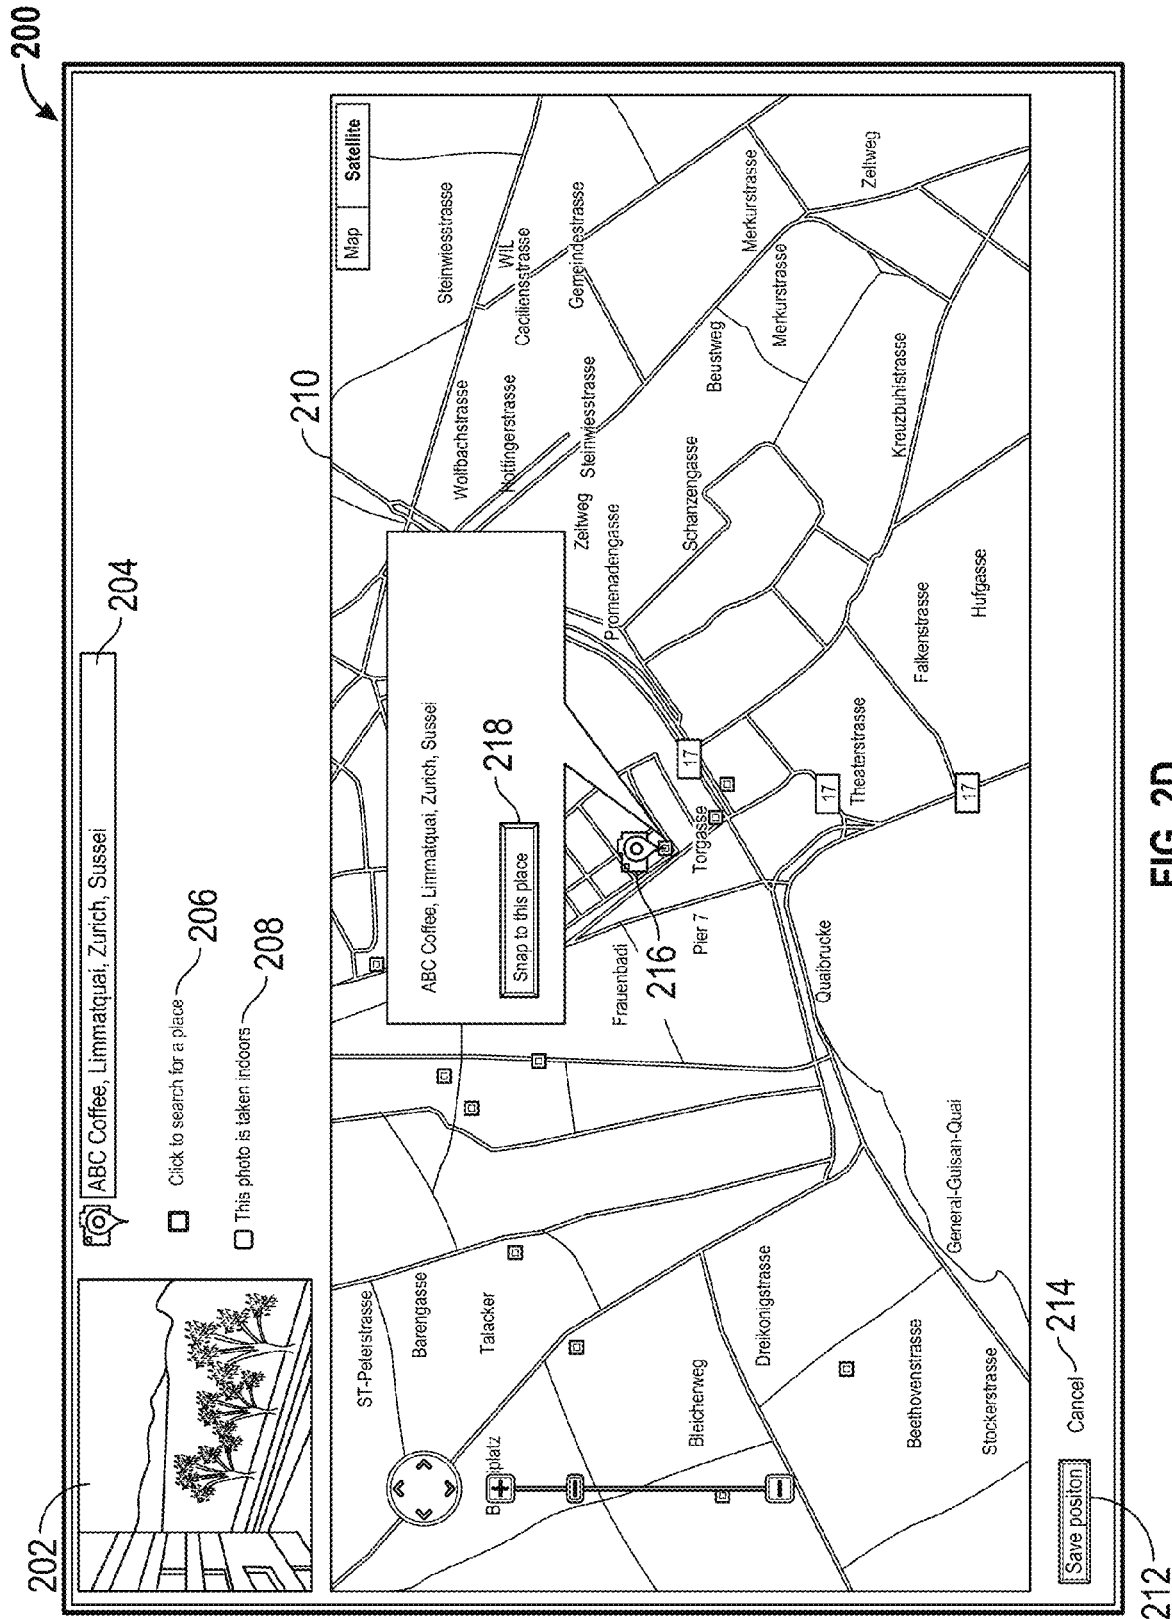 200
202
ABC Coffee, Limmatquai, Zurich, Sussei
204
Click to search for a place
206
This photo is taken indoors
208
210
Map
Satellite
ST-Peterstrasse
Barengasse
Talacker
ABC Coffee, Limmatquai, Zurich, Sussei
Snap to this place
218
Wolfbachstrasse
Hottingerstrasse
Steinwiesstrasse
Steinwiesstrasse
WIL
Caciliensstrasse
Gemeindestrasse
Zeltweg
Promenadengasse
Schanzengasse
Beustweg
Merkurstrasse
Merkurstrasse
Zeltweg
Kreuzbuhlstrasse
Frauenbadi
216
Pier 7
Torgasse
17
17
17
Theaterstrasse
Falkenstrasse
Hufgasse
Quaibrucke
B
platz
Bleicherweg
Dreikonigstrasse
General-Guisan-Quai
Beethovenstrasse
Stockerstrasse
Save positon
212
Cancel
214
FIG. 2D